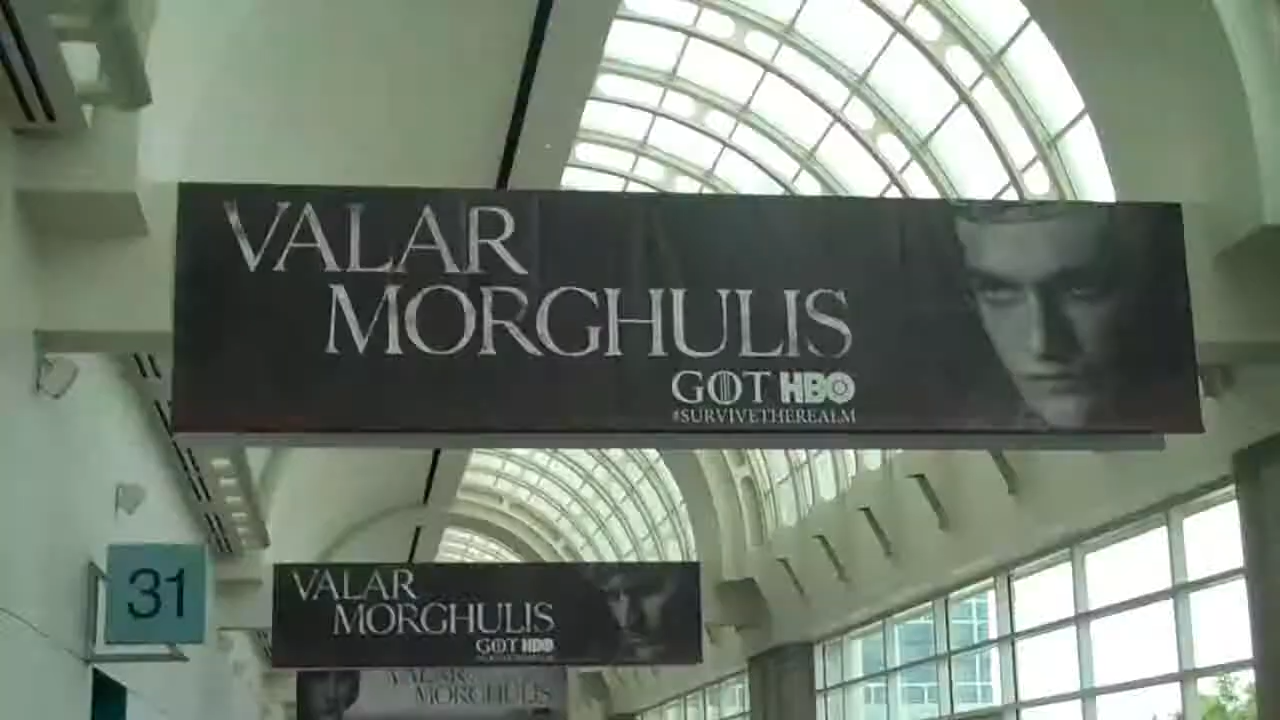 VALAR
MORGHULIS
GOT HBO
#SURVIVETHEREALM
31
VALAR
MORGHULIS
GOT HBO
VALAR
MORGHULIS